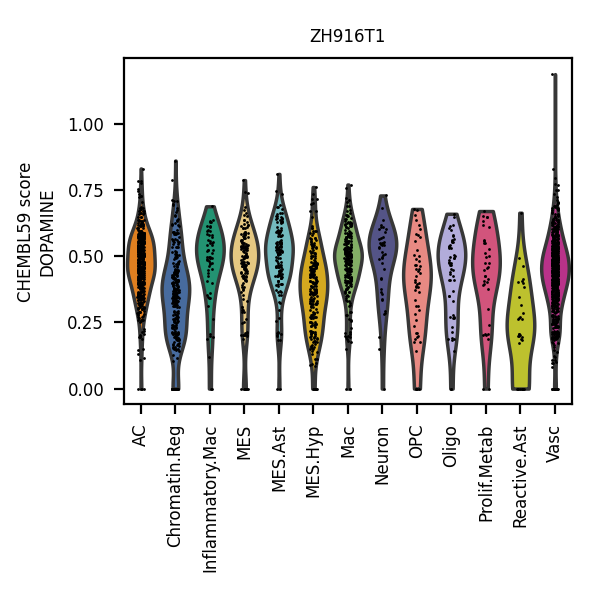 ZH916T1
CHEMBL59 score
DOPAMINE
1.00
0.75
0.50
0.25
0.00
AC
Chromatin.Reg
Inflammatory.Mac
MES
MES.Ast
MES.Hyp
Mac
Neuron
OPC
Oligo
Prolif.Metab
Reactive.Ast
Vasc